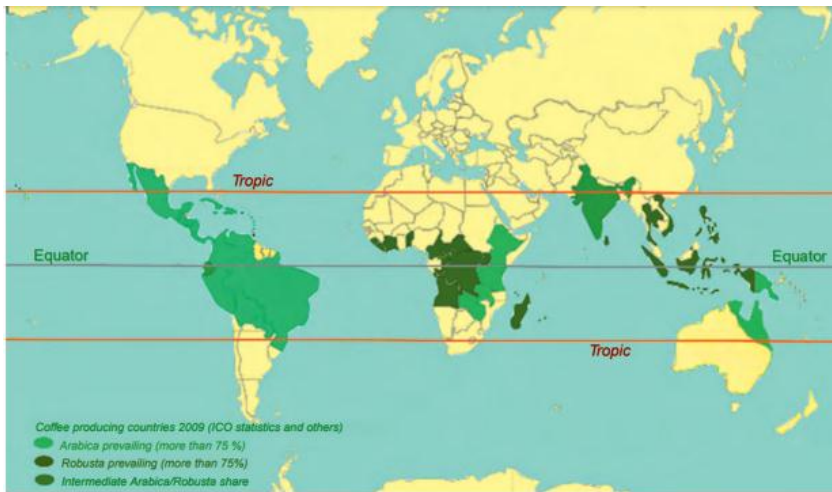 Tropic
Equator
Equator
Tropic
Coffee producing countries 2009 (ICO statistics and others)
Arabica prevailing (more than 75 %)
Robusta prevailing (more than 75%)
Intermediate Arabica/Robusta share